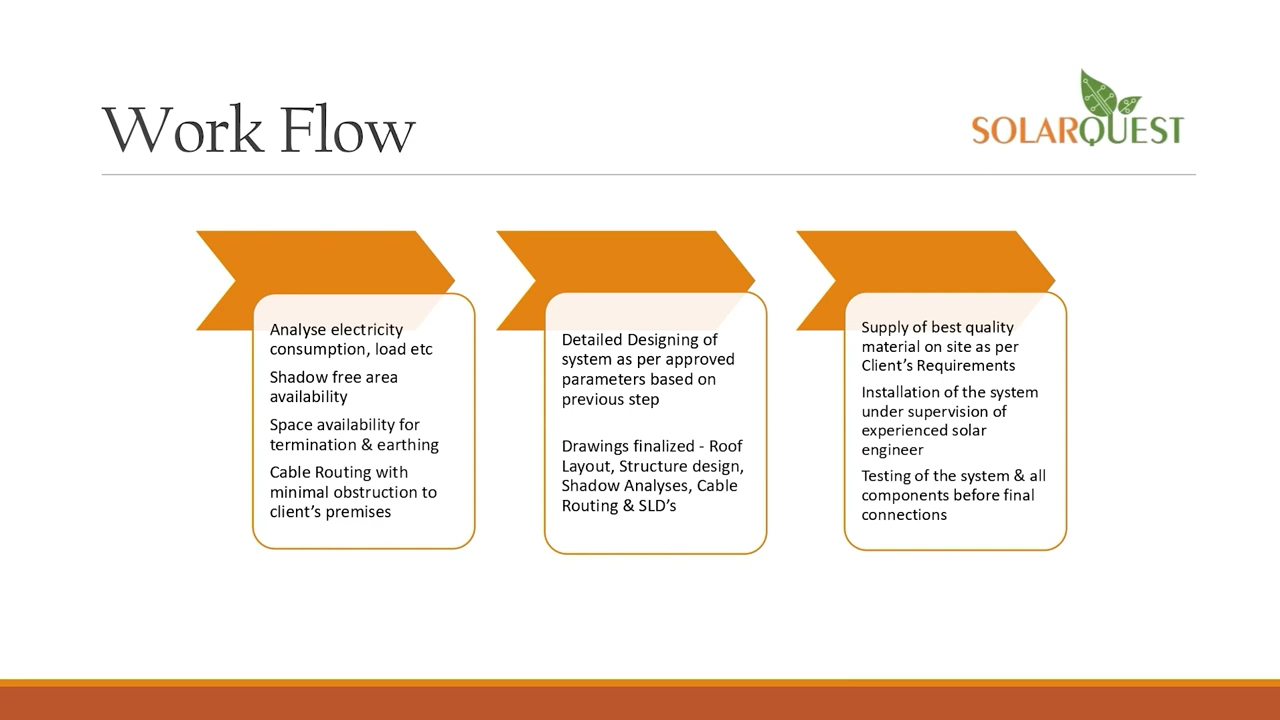 Work Flow
SOLARQUEST
Analyse electricity
consumption, load etc
Shadow free area
availability
Space availability for
termination & earthing
Cable Routing with
minimal obstruction to
client’s premises
Detailed Designing of
system as per approved
parameters based on
previous step
Drawings finalized - Roof
Layout, Structure design,
Shadow Analyses, Cable
Routing & SLD’s
Supply of best quality
material on site as per
Client’s Requirements
Installation of the system
under supervision of
experienced solar
engineer
Testing of the system & all
components before final
connections